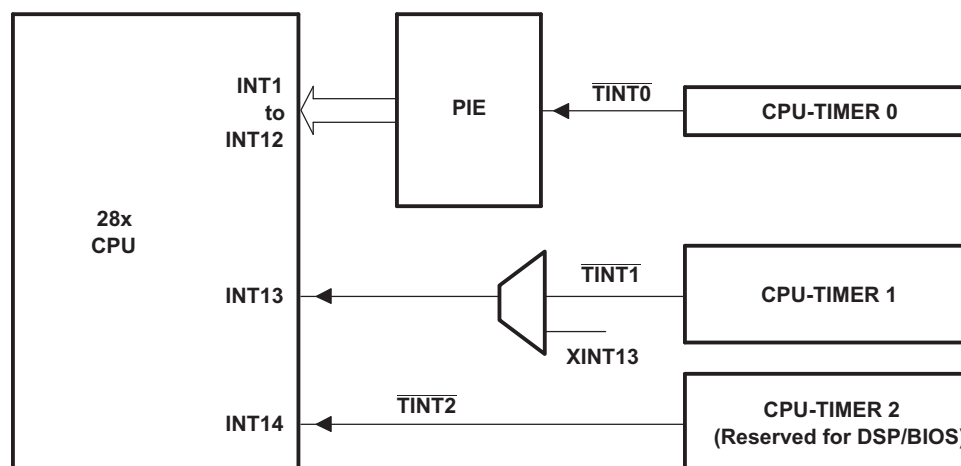 INT1
to
INT12
PIE
TINT0
CPU-TIMER 0
28x
CPU
INT13
TINT1
XINT13
CPU-TIMER 1
INT14
TINT2
CPU-TIMER 2
(Reserved for DSP/BIOS)